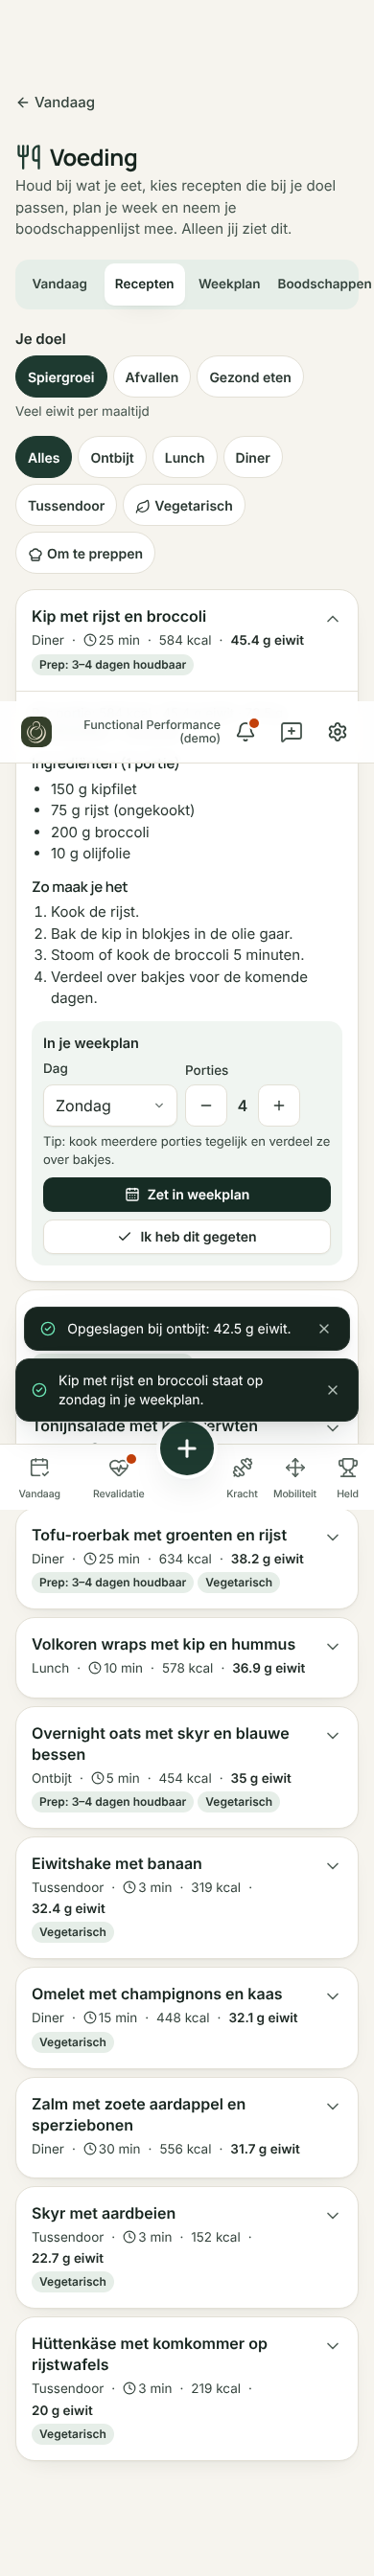 ← Vandaag
Voeding
Houd bij wat je eet, kies recepten die bij je doel
passen, plan je week en neem je
boodschappenlijst mee. Alleen jij ziet dit.
Vandaag Recepten Weekplan Boodschappen
Je doel
Spiergroei Afvallen Gezond eten
Veel eiwit per maaltijd
Alles Ontbijt Lunch Diner
Tussendoor Vegetarisch
Om te preppen
Kip met rijst en broccoli
Diner · 25 min · 584 kcal · 45.4 g eiwit
Prep: 3–4 dagen houdbaar
Functional Performance
(demo)
Ingrediënten (1 portie)
• 150 g kipfilet
• 75 g rijst (ongekookt)
• 200 g broccoli
• 10 g olijfolie
Zo maak je het
1. Kook de rijst.
2. Bak de kip in blokjes in de olie gaar.
3. Stoom of kook de broccoli 5 minuten.
4. Verdeel over bakjes voor de komende
dagen.
In je weekplan
Dag Porties
Zondag − 4 +
Tip: kook meerdere porties tegelijk en verdeel ze
over bakjes.
Zet in weekplan
Ik heb dit gegeten
Opgeslagen bij ontbijt: 42.5 g eiwit.
Kip met rijst en broccoli staat op
zondag in je weekplan.
Tonijnsalade met
Vandaag Revalidatie Kracht Mobiliteit Held
Tofu-roerbak met groenten en rijst
Diner · 25 min · 634 kcal · 38.2 g eiwit
Prep: 3–4 dagen houdbaar Vegetarisch
Volkoren wraps met kip en hummus
Lunch · 10 min · 578 kcal · 36.9 g eiwit
Overnight oats met skyr en blauwe
bessen
Ontbijt · 5 min · 454 kcal · 35 g eiwit
Prep: 3–4 dagen houdbaar Vegetarisch
Eiwitshake met banaan
Tussendoor · 3 min · 319 kcal ·
32.4 g eiwit
Vegetarisch
Omelet met champignons en kaas
Diner · 15 min · 448 kcal · 32.1 g eiwit
Vegetarisch
Zalm met zoete aardappel en
sperziebonen
Diner · 30 min · 556 kcal · 31.7 g eiwit
Skyr met aardbeien
Tussendoor · 3 min · 152 kcal ·
22.7 g eiwit
Vegetarisch
Hüttenkäse met komkommer op
rijstwafels
Tussendoor · 3 min · 219 kcal ·
20 g eiwit
Vegetarisch